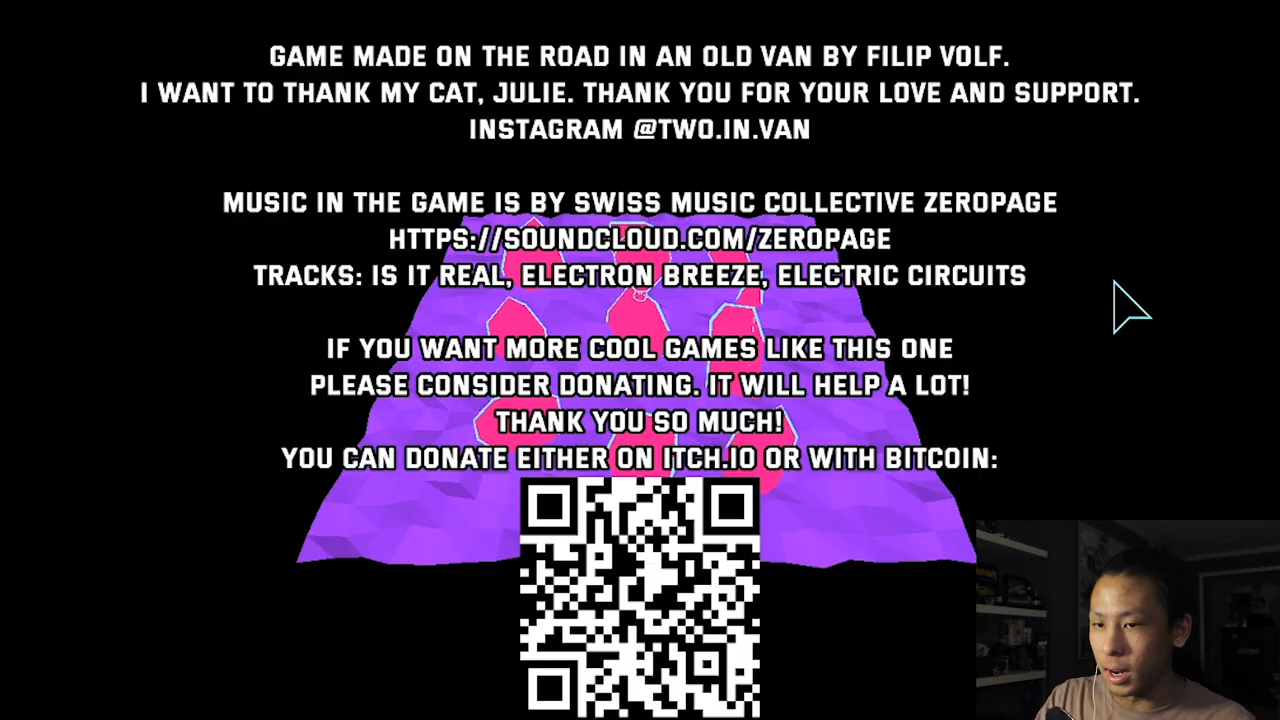 GAME MADE ON THE ROAD IN AN OLD VAN BY FILIP VOLF.
I WANT TO THANK MY CAT, JULIE. THANK YOU FOR YOUR LOVE AND SUPPORT.
INSTAGRAM @TWO.IN.VAN
MUSIC IN THE GAME IS BY SWISS MUSIC COLLECTIVE ZEROPAGE
HTTPS://SOUNDCLOUD.COM/ZEROPAGE
TRACKS: IS IT REAL, ELECTRON BREEZE, ELECTRIC CIRCUITS
IF YOU WANT MORE COOL GAMES LIKE THIS ONE
PLEASE CONSIDER DONATING. IT WILL HELP A LOT!
THANK YOU SO MUCH!
YOU CAN DONATE EITHER ON ITCH.IO OR WITH BITCOIN: